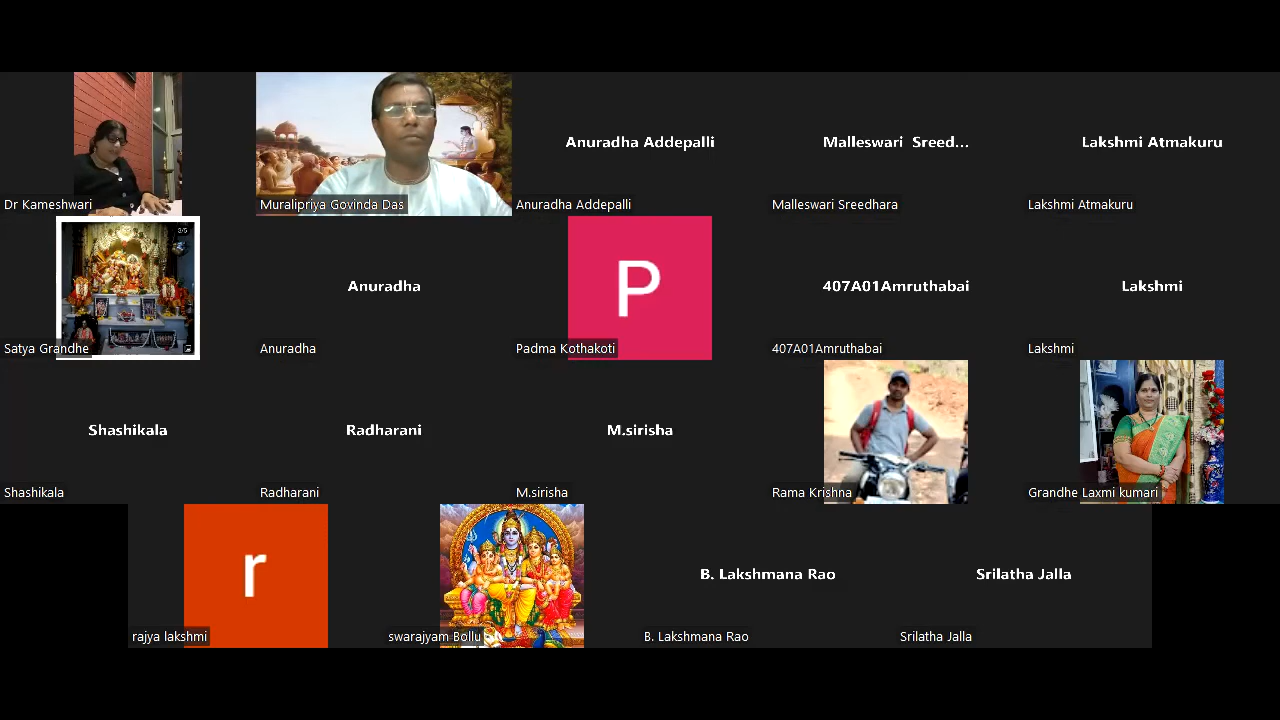 Anuradha Addepalli
Malleswari Sreed...
Lakshmi Atmakuru
Dr Kameshwari
Muralipriya Govinda Das
Anuradha Addepalli
Malleswari Sreedhara
Lakshmi Atmakuru
3/5
Anuradha
P
407A01Amruthabai
Lakshmi
Satya Grandhe
Anuradha
Padma Kothakoti
407A01Amruthabai
Lakshmi
Shashikala
Radharani
M.sirisha
Shashikala
Radharani
M.sirisha
Rama Krishna
Grandhe Laxmi kumari
r
B. Lakshmana Rao
Srilatha Jalla
rajya lakshmi
swarajyam Bollu
B. Lakshmana Rao
Srilatha Jalla